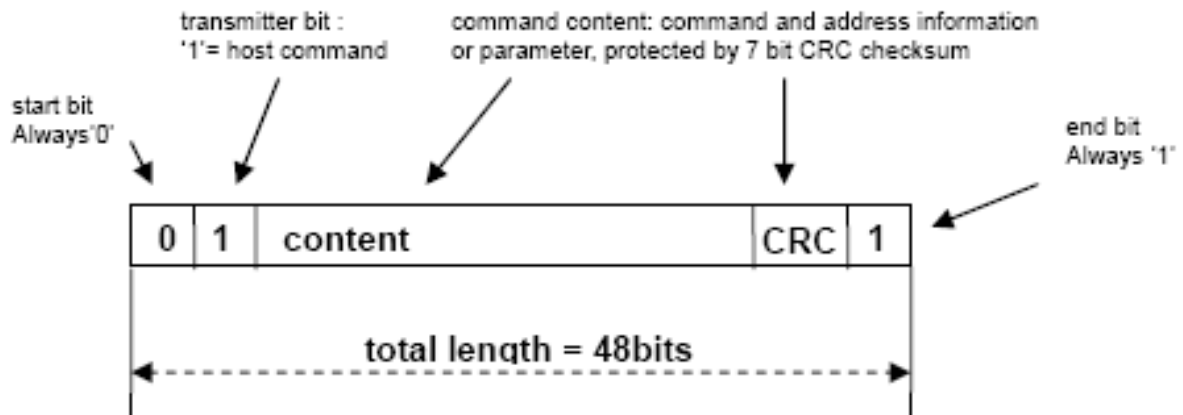 transmitter bit :
'1'= host command
command content: command and address information
or parameter, protected by 7 bit CRC checksum
start bit
Always'0'
end bit
Always '1'
0 1 content CRC 1
total length = 48bits